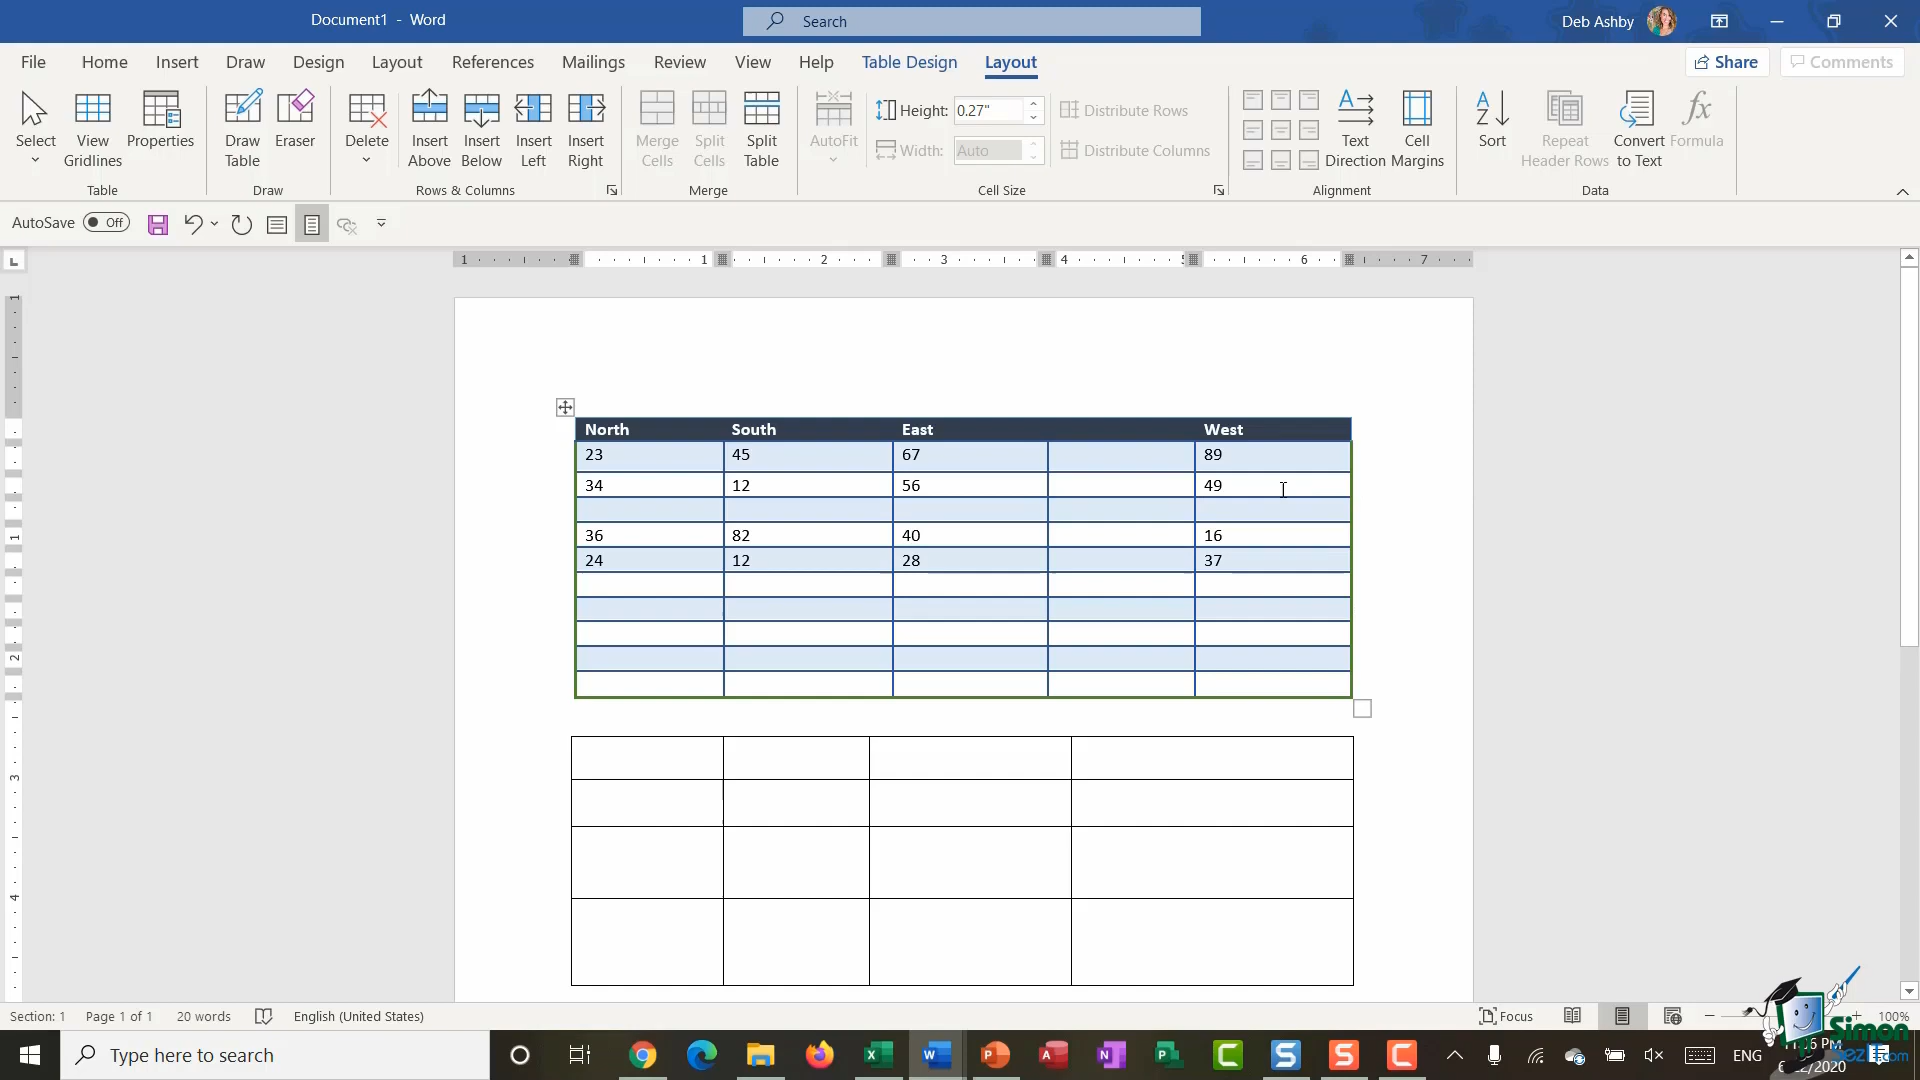 Document1 - Word
Search
Deb Ashby
File Home Insert Draw Design Layout References Mailings Review View Help Table Design Layout
Share
Comments
Select
View
Gridlines
Properties
Table
Draw
Table
Eraser
Draw
Delete
Insert
Above
Insert
Below
Insert
Left
Insert
Right
Rows & Columns
Merge
Cells
Split
Cells
Split
Table
Merge
AutoFit
Height: 0.27"
Width: Auto
Distribute Rows
Distribute Columns
Cell Size
Text
Direction
Cell
Margins
Alignment
Sort
Repeat
Header Rows
Convert
to Text
Formula
Data
AutoSave Off
North South East West
23 45 67 89
34 12 56 49
36 82 40 16
24 12 28 37
Section: 1 Page 1 of 1 20 words English (United States)
Focus
100%
Type here to search
ENG
Simon
SezIT.com